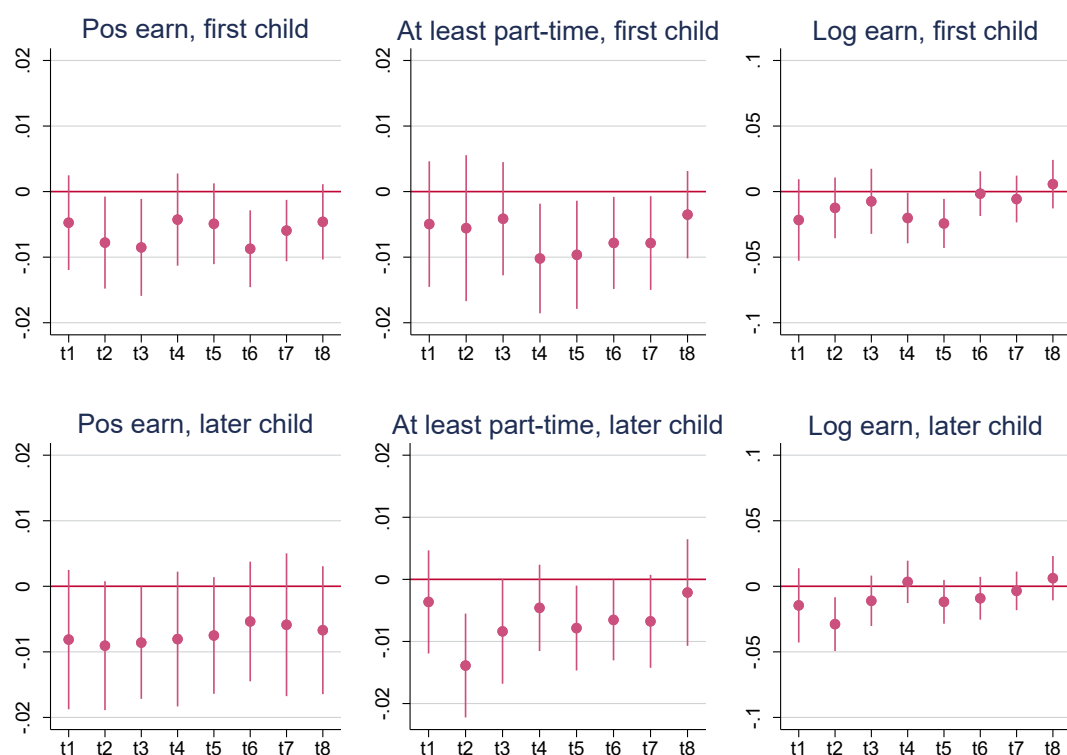 Pos earn, first child
.02
.01
0
-.01
-.02
t1 t2 t3 t4 t5 t6 t7 t8
At least part-time, first child
.02
.01
0
-.01
-.02
t1 t2 t3 t4 t5 t6 t7 t8
Log earn, first child
.1
.05
0
-.05
-.1
t1 t2 t3 t4 t5 t6 t7 t8
Pos earn, later child
.02
.01
0
-.01
-.02
t1 t2 t3 t4 t5 t6 t7 t8
At least part-time, later child
.02
.01
0
-.01
-.02
t1 t2 t3 t4 t5 t6 t7 t8
Log earn, later child
.1
.05
0
-.05
-.1
t1 t2 t3 t4 t5 t6 t7 t8